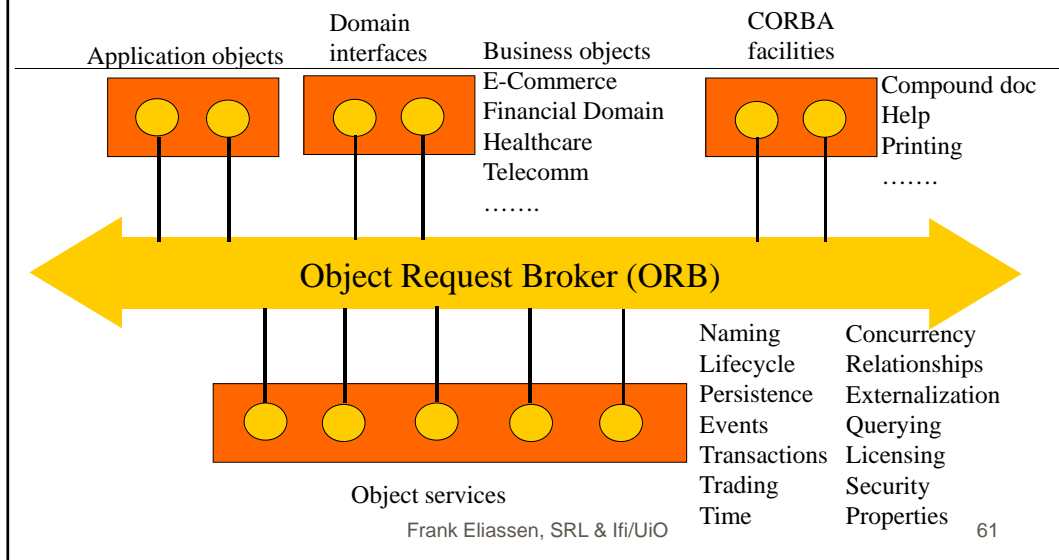 Application objects
Domain
interfaces
Business objects
E-Commerce
Financial Domain
Healthcare
Telecomm
…….
CORBA
facilities
Compound doc
Help
Printing
…….
Object Request Broker (ORB)
Naming
Lifecycle
Persistence
Events
Transactions
Trading
Time
Concurrency
Relationships
Externalization
Querying
Licensing
Security
Properties
Object services
Frank Eliassen, SRL & Ifi/UiO
61